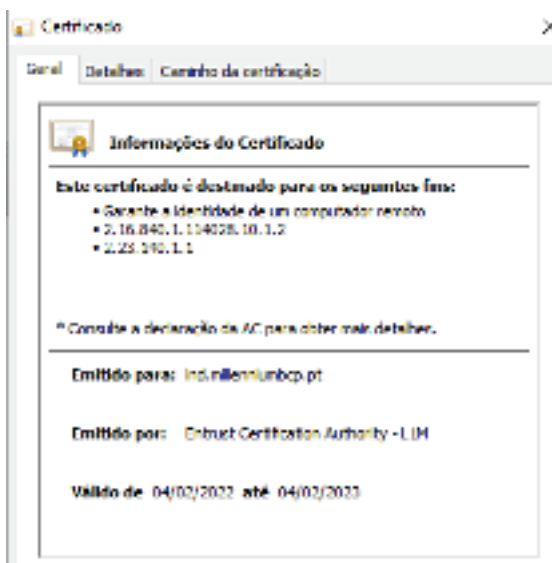 Certificado
Geral Detalhes Caminho da certificação
Informações do Certificado
Este certificado é destinado para os seguintes fins:
• Garante a identidade de um computador remoto
• 2.16.840.1.114028.10.1.2
• 2.23.140.1.1
* Consulte a declaração da AC para obter mais detalhes.
Emitido para: ind.millenniumbcp.pt
Emitido por: Entrust Certification Authority - L1M
Válido de 04/02/2022 até 04/02/2023